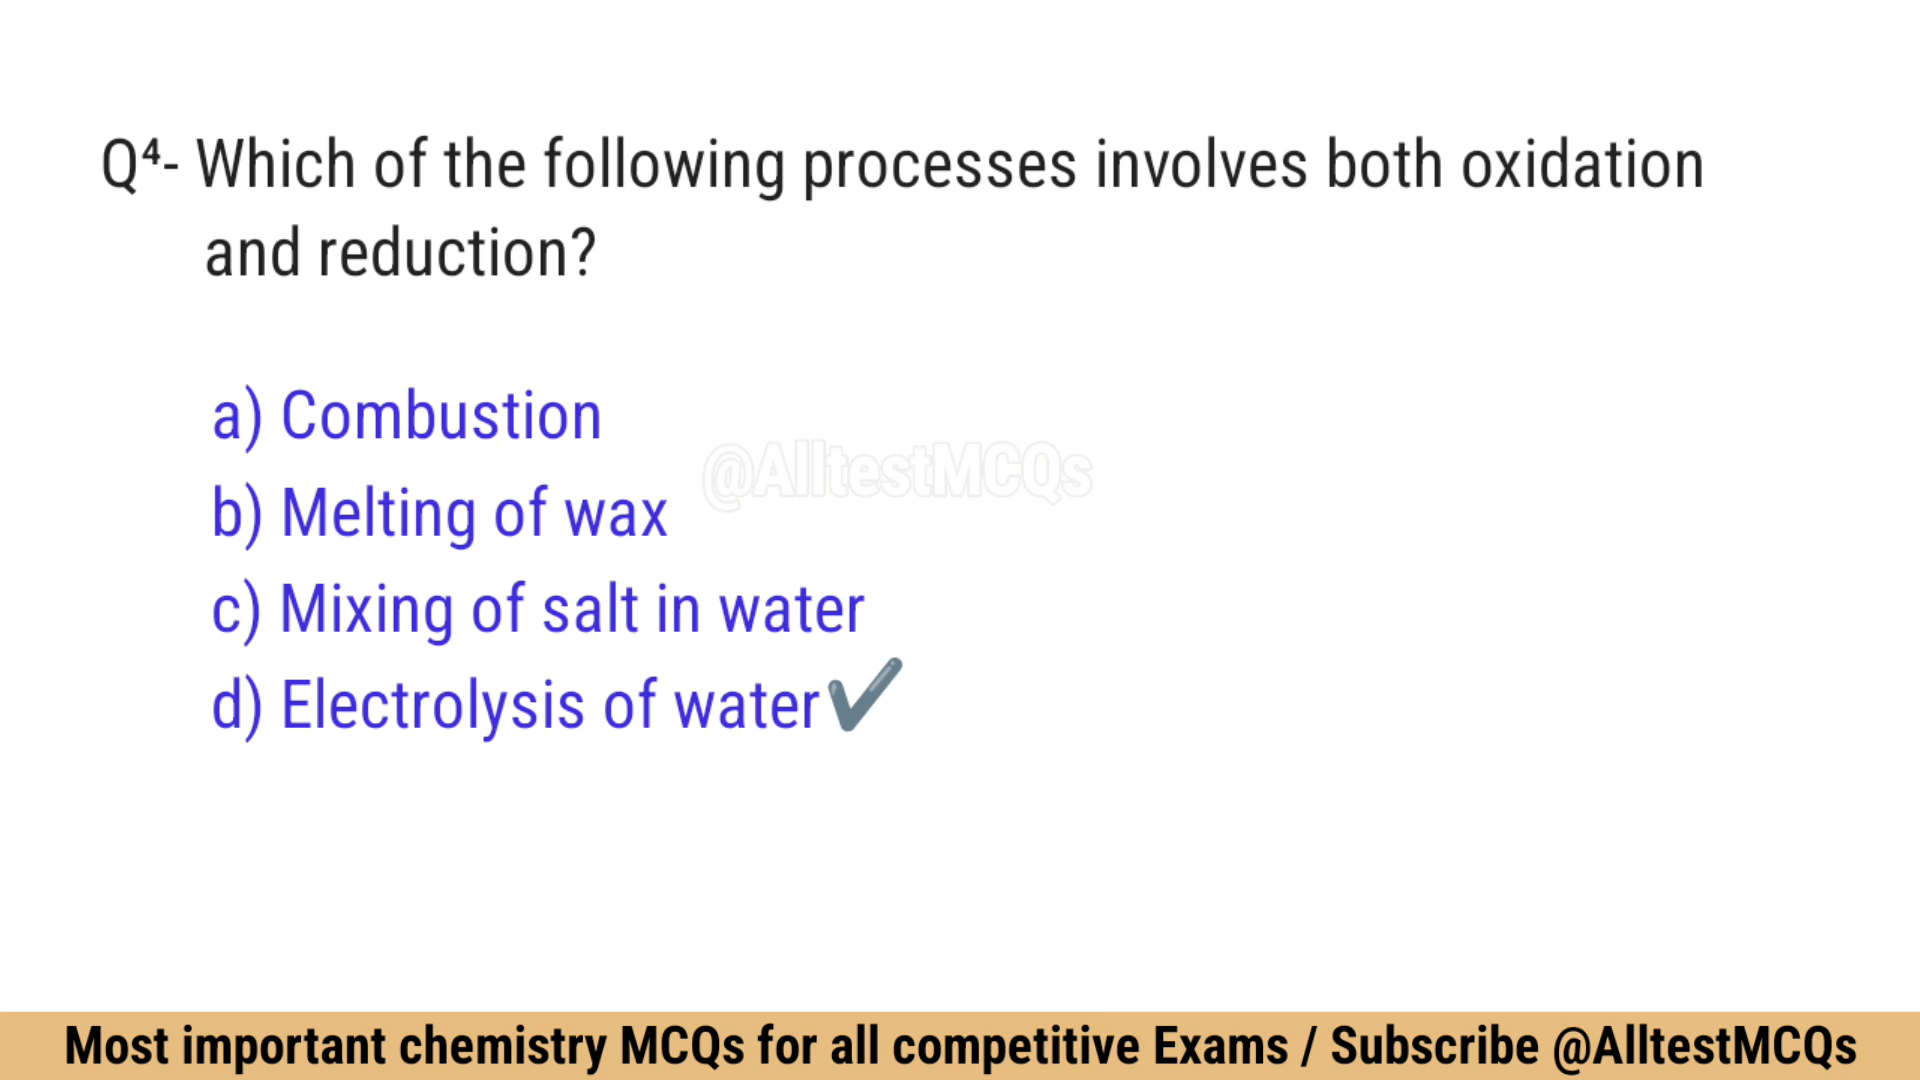 Q⁴- Which of the following processes involves both oxidation
and reduction?
a) Combustion
@AlltestMCQs
b) Melting of wax
c) Mixing of salt in water
d) Electrolysis of water✔
Most important chemistry MCQs for all competitive Exams / Subscribe @AlltestMCQs